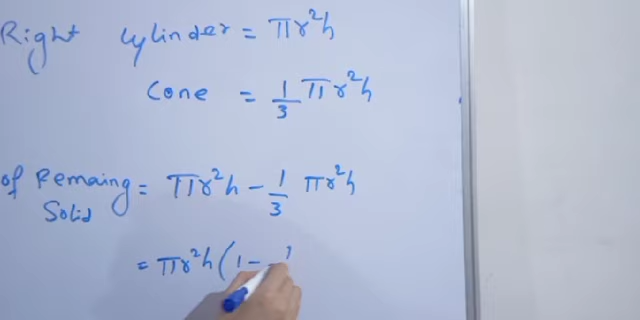 Right Cylinder = πr²h
Cone = 1/3 πr²h
of Remaing = πr²h - 1/3 πr²h
Solid
= πr²h (1 -